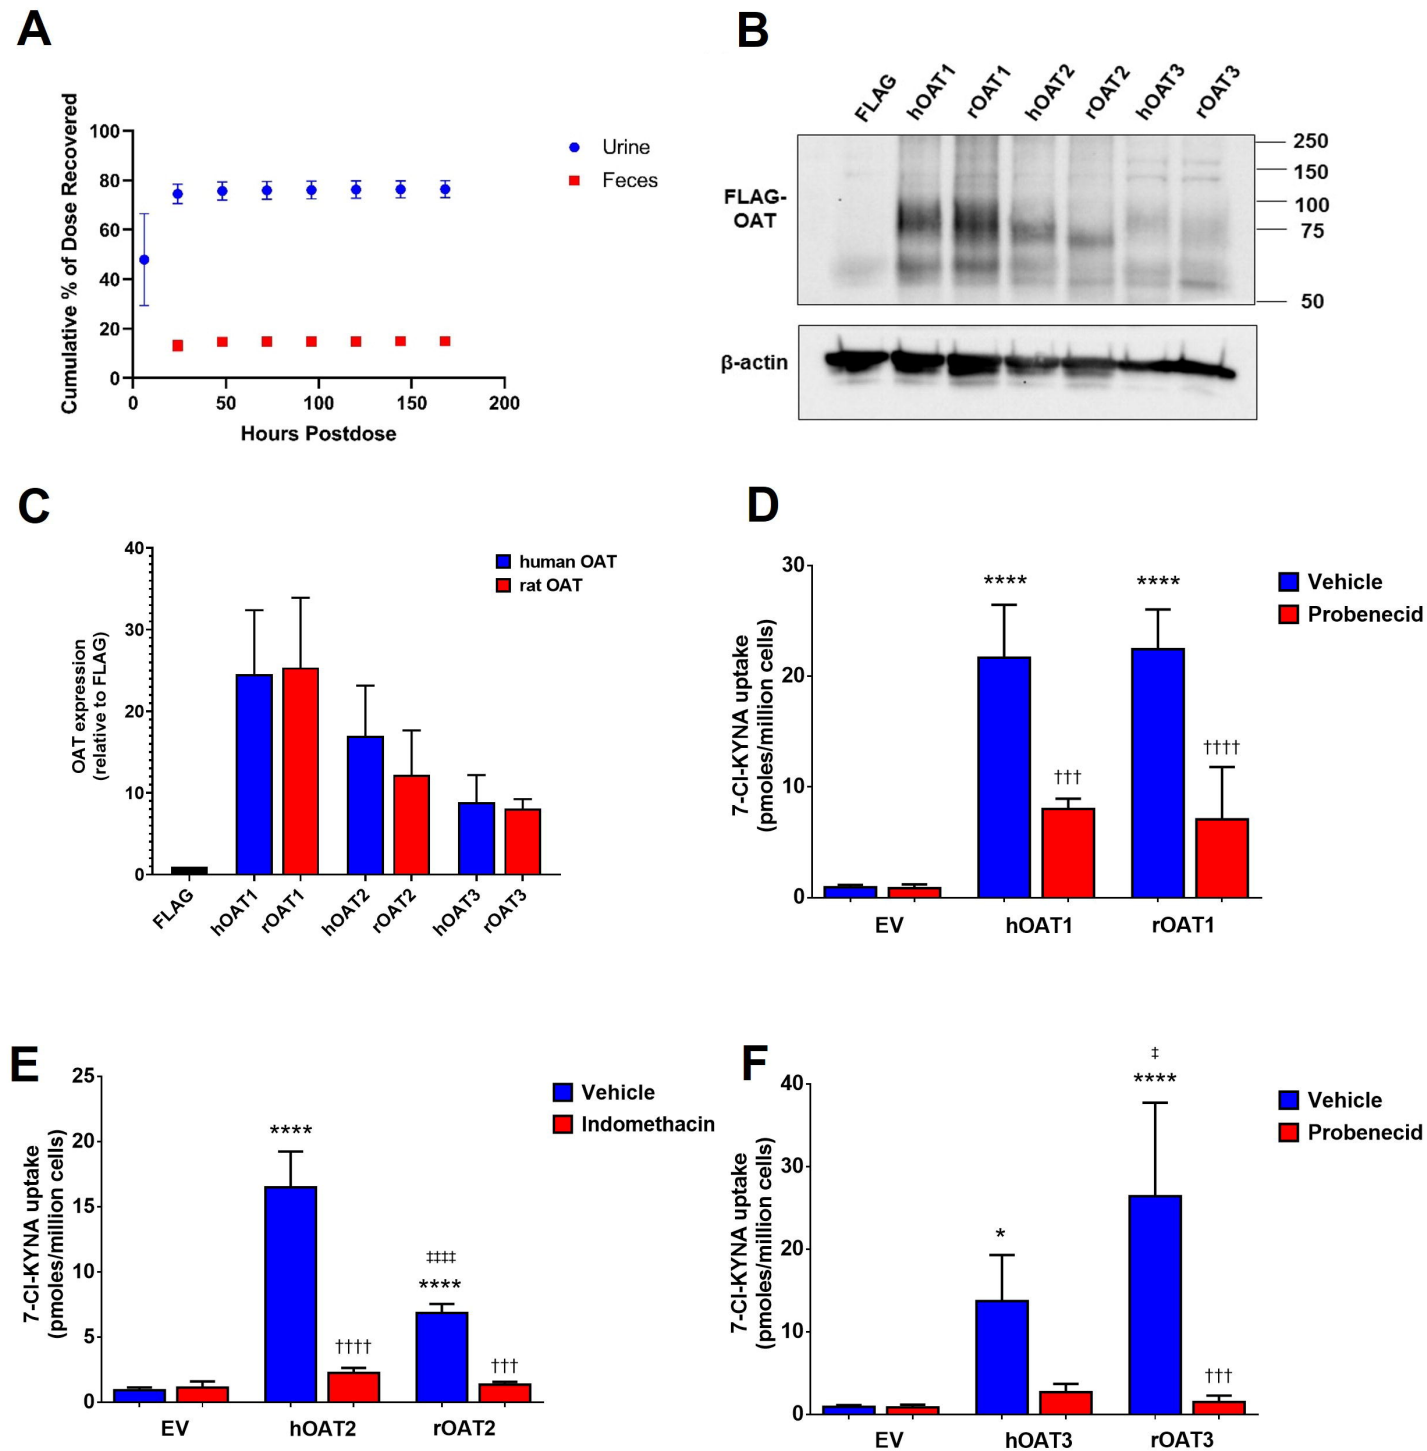 A
Cumulative % of Dose Recovered
100
80
60
40
20
0
0 50 100 150 200
Hours Postdose
Urine
Feces
B
FLAG hOAT1 rOAT1 hOAT2 rOAT2 hOAT3 rOAT3
FLAG-
OAT
250
150
100
75
50
β-actin
C
OAT expression
(relative to FLAG)
40
30
20
10
0
FLAG hOAT1 rOAT1 hOAT2 rOAT2 hOAT3 rOAT3
human OAT
rat OAT
D
7-Cl-KYNA uptake
(pmoles/million cells)
30
20
10
0
**** ****
††† ††††
EV hOAT1 rOAT1
Vehicle
Probenecid
E
7-Cl-KYNA uptake
(pmoles/million cells)
25
20
15
10
5
0
****
††††
‡‡‡‡
****
†††
EV hOAT2 rOAT2
Vehicle
Indomethacin
F
7-Cl-KYNA uptake
(pmoles/million cells)
40
30
20
10
0
*
‡
****
†††
EV hOAT3 rOAT3
Vehicle
Probenecid